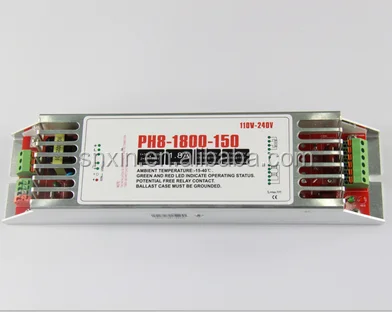 110V-240V
PH8-1800-150
AMBIENT TEMPERATURE:-15-40℃.
GREEN AND RED LED INDICATE OPERATING STATUS.
POTENTIAL FREE RELAY CONTACT.
BALLAST CASE MUST BE GROUNDED.
CE